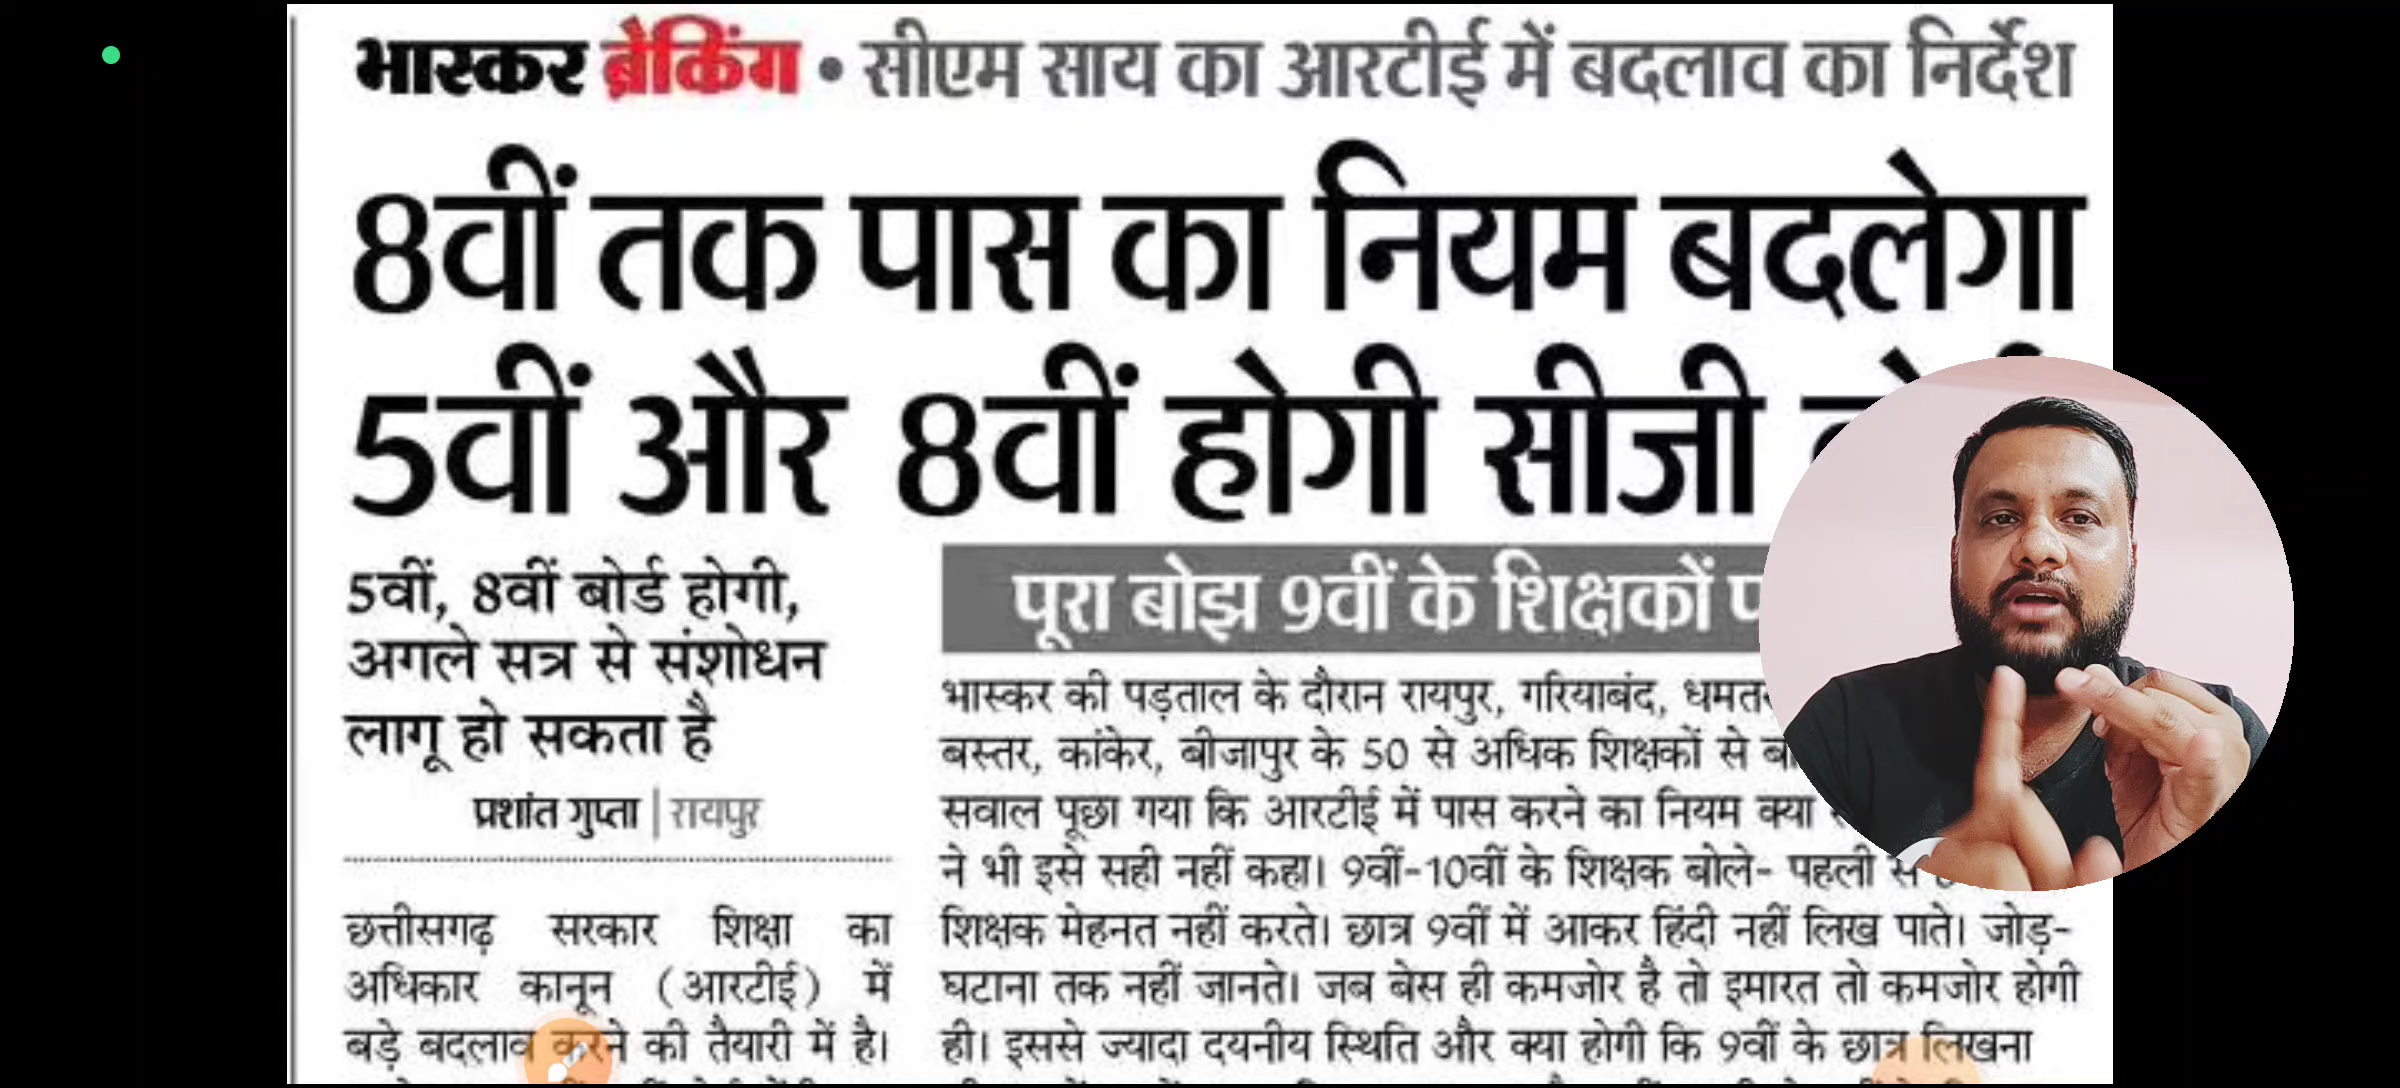 भास्कर ब्रेकिंग • सीएम साय का आरटीई में बदलाव का निर्देश
8वीं तक पास का नियम बदलेगा
5वीं और 8वीं होगी सीजी
5वीं, 8वीं बोर्ड होगी,
अगले सत्र से संशोधन
लागू हो सकता है
प्रशांत गुप्ता | रायपुर
छत्तीसगढ़ सरकार शिक्षा का
अधिकार कानून (आरटीई) में
बड़े बदलाव करने की तैयारी में है।
पूरा बोझ 9वीं के शिक्षकों
भास्कर की पड़ताल के दौरान रायपुर, गरियाबंद,
बस्तर, कांकेर, बीजापुर के 50 से अधिक शिक्षकों से
सवाल पूछा गया कि आरटीई में पास करने का नियम क्या
ने भी इसे सही नहीं कहा। 9वीं-10वीं के शिक्षक बोले- पहली
शिक्षक मेहनत नहीं करते। छात्र 9वीं में आकर हिंदी नहीं लिख पाते। जोड़-
घटाना तक नहीं जानते। जब बेस ही कमजोर है तो इमारत तो कमजोर होगी
ही। इससे ज्यादा दयनीय स्थिति और क्या होगी कि 9वीं के छात्र लिखना